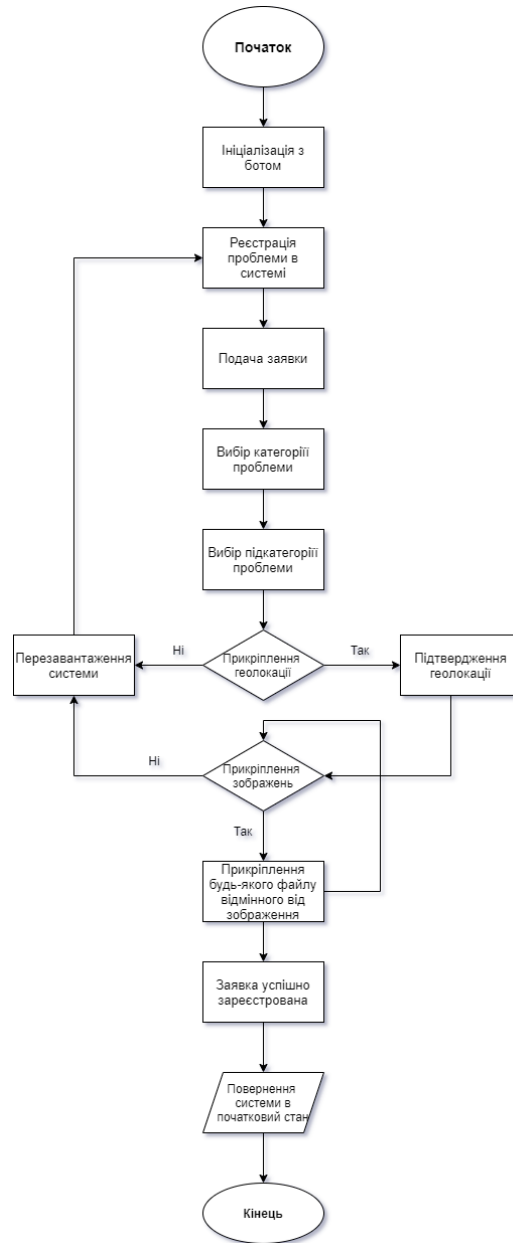 Початок
Ініціалізація з
ботом
Реєстрація
проблеми в
системі
Подача заявки
Вибір категоріїї
проблеми
Вибір підкатегоріїї
проблеми
Перезавантаження
системи
Ні
Прикріплення
геолокації
Так
Підтвердження
геолокації
Ні
Прикріплення
зображень
Так
Прикріплення
будь-якого файлу
відмінного від
зображення
Заявка успішно
зареєстрована
Повернення
системи в
початковий стан
Кінець